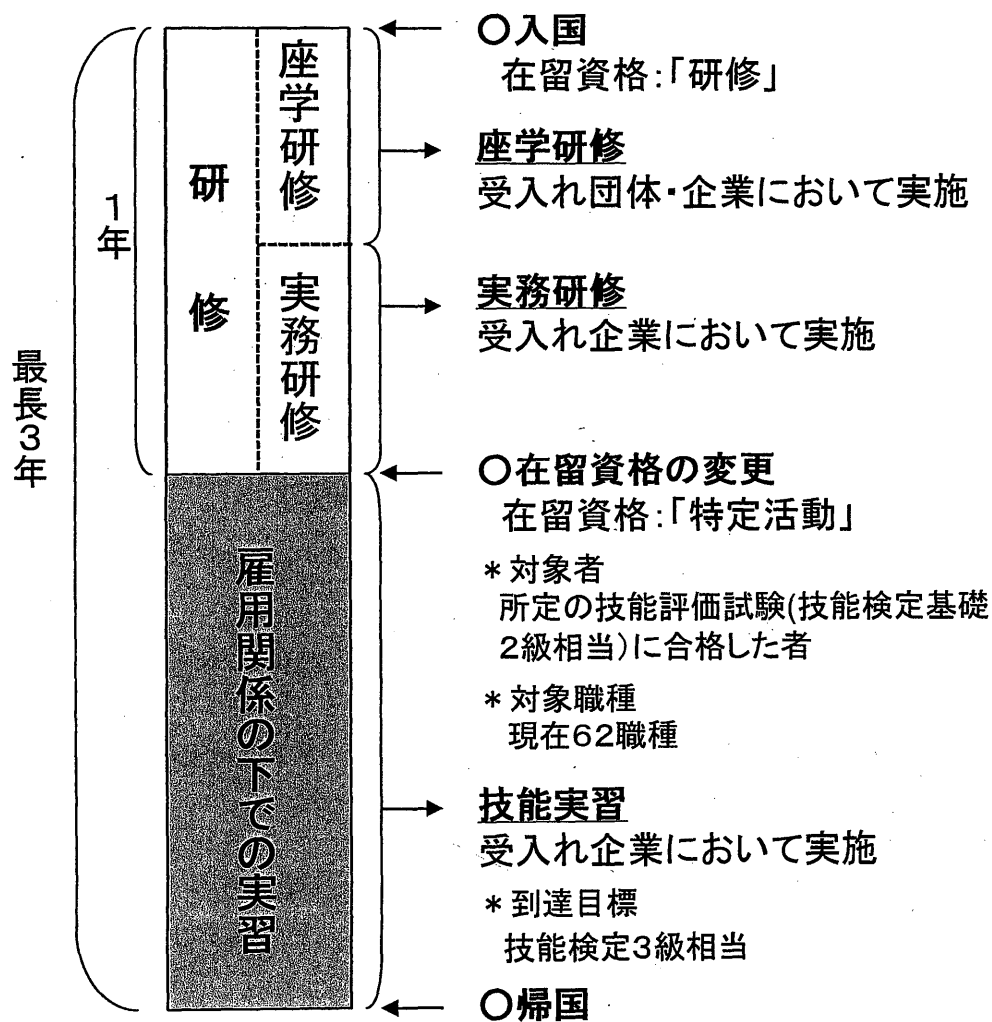 最長3年
1年
研修
座学研修
実務研修
雇用関係の下での実習
○入国
在留資格:「研修」
座学研修
受入れ団体・企業において実施
実務研修
受入れ企業において実施
○在留資格の変更
在留資格:「特定活動」
*対象者
所定の技能評価試験(技能検定基礎
2級相当)に合格した者
*対象職種
現在62職種
技能実習
受入れ企業において実施
*到達目標
技能検定3級相当
○帰国